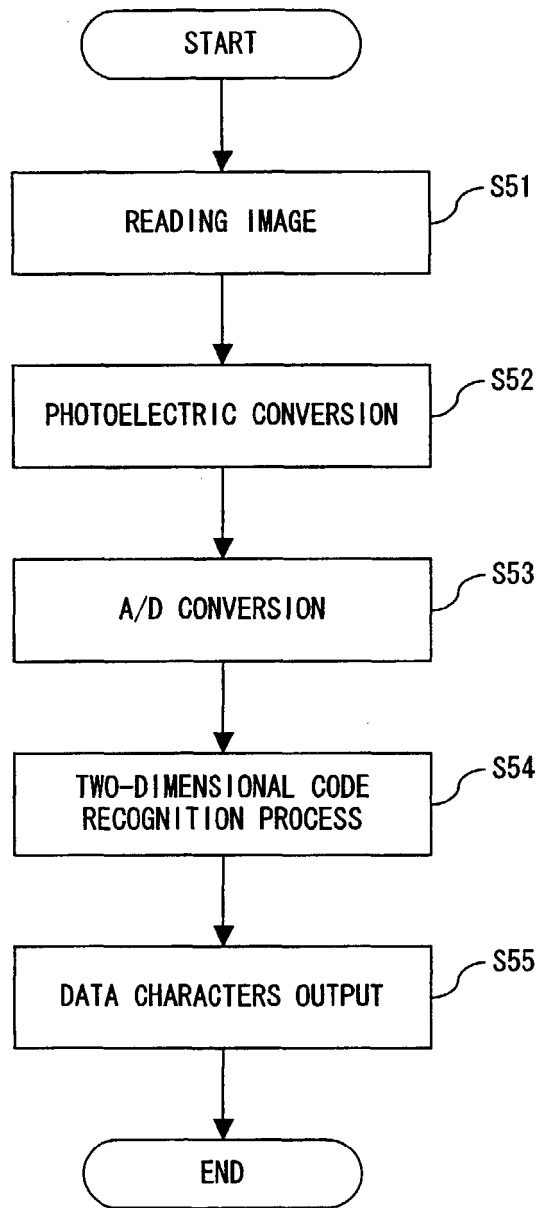 START
READING IMAGE
S51
PHOTOELECTRIC CONVERSION
S52
A/D CONVERSION
S53
TWO-DIMENSIONAL CODE
RECOGNITION PROCESS
S54
DATA CHARACTERS OUTPUT
S55
END